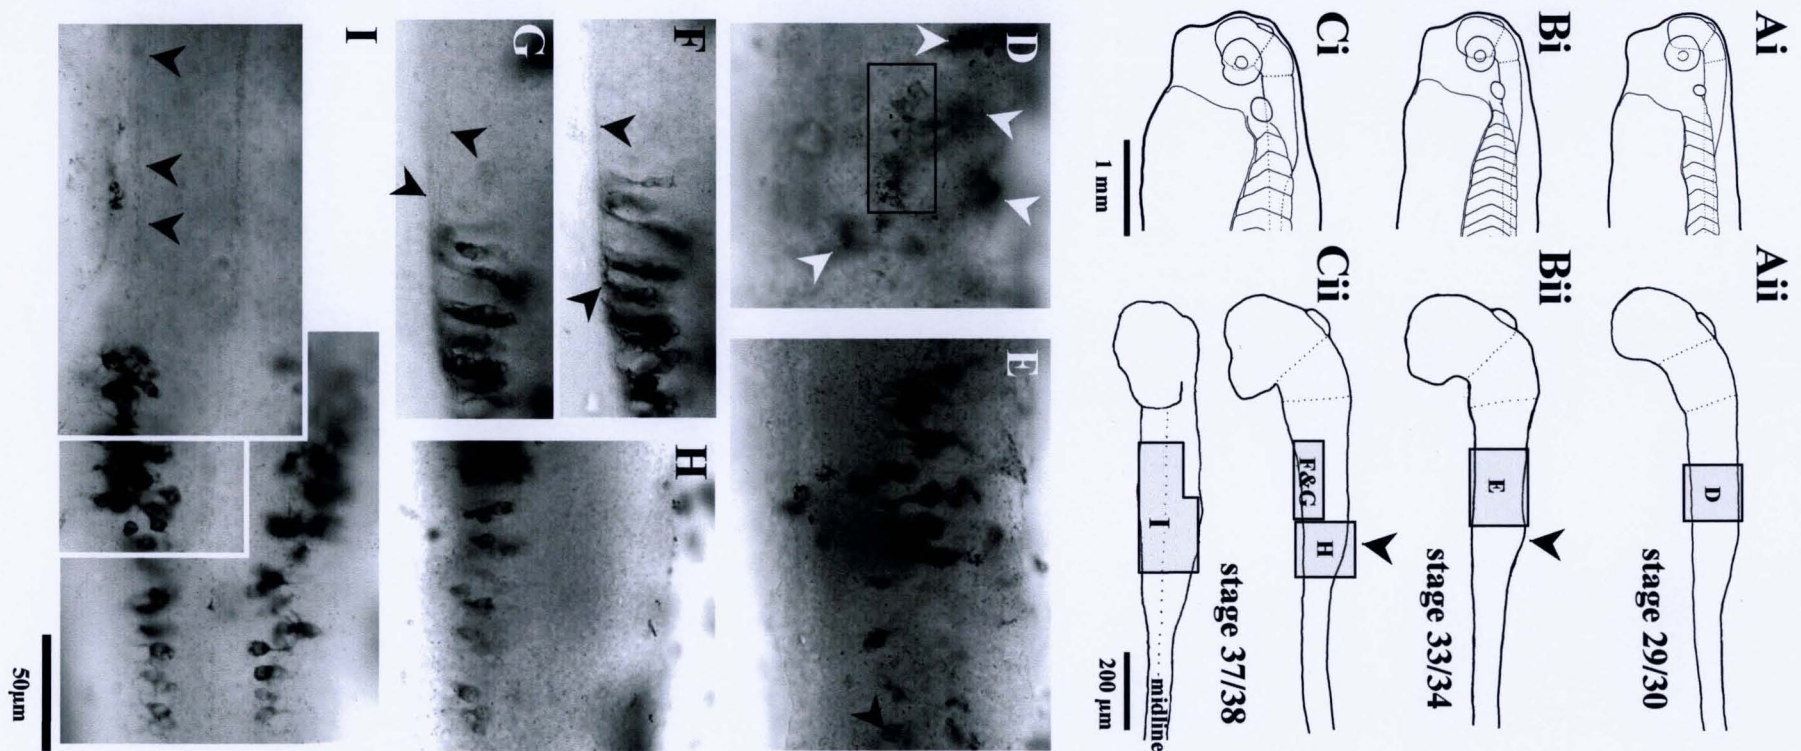 Ai
Aii
D
stage 29/30
Bi
Bii
E
stage 33/34
Ci
Cii
F&G
H
I
stage 37/38
midline
1 mm
200 µm
D
E
F
G
H
I
50µm